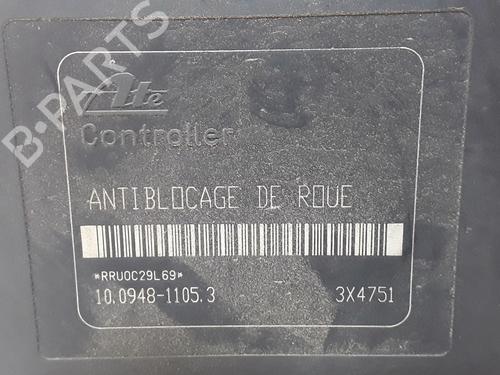 B-PARTS
Ate
Controller
ANTIBLOCAGE DE ROUE
*RRU0C29L69*
10.0948-1105.3 3X4751